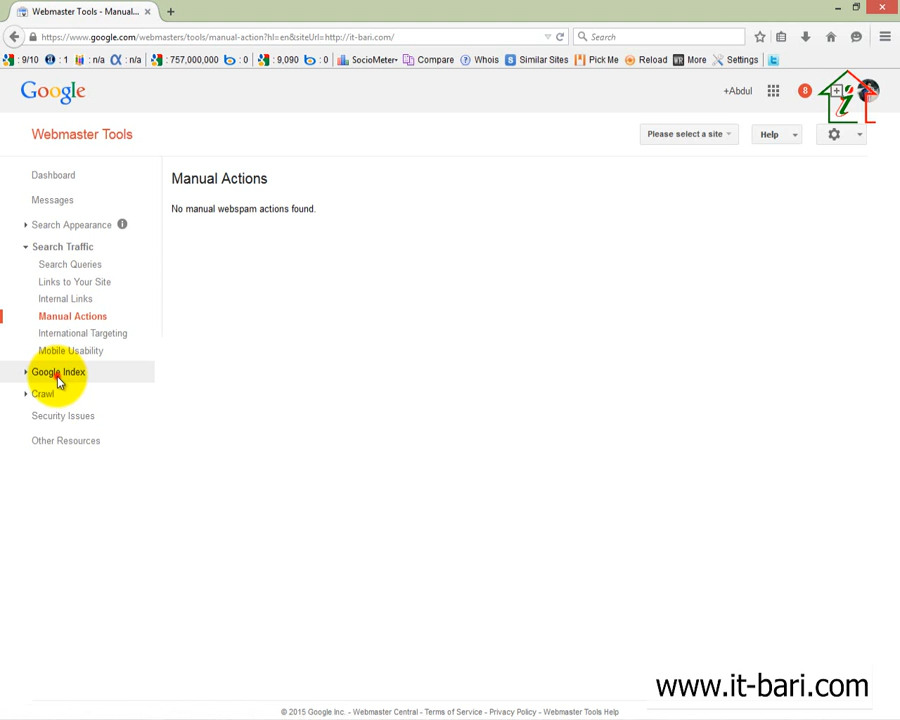 Webmaster Tools - Manual...
https://www.google.com/webmasters/tools/manual-action?hl=en&siteUrl=http://it-bari.com/
Search
: 9/10 : 1 : n/a : n/a : 757,000,000 : 0 : 9,090 : 0 SocioMeter Compare Whois Similar Sites Pick Me Reload More Settings
Google
+Abdul
8
Webmaster Tools
Please select a site
Help
Dashboard
Messages
Search Appearance
Search Traffic
Search Queries
Links to Your Site
Internal Links
Manual Actions
International Targeting
Mobile Usability
Google Index
Crawl
Security Issues
Other Resources
Manual Actions
No manual webspam actions found.
www.it-bari.com
© 2015 Google Inc. - Webmaster Central - Terms of Service - Privacy Policy - Webmaster Tools Help